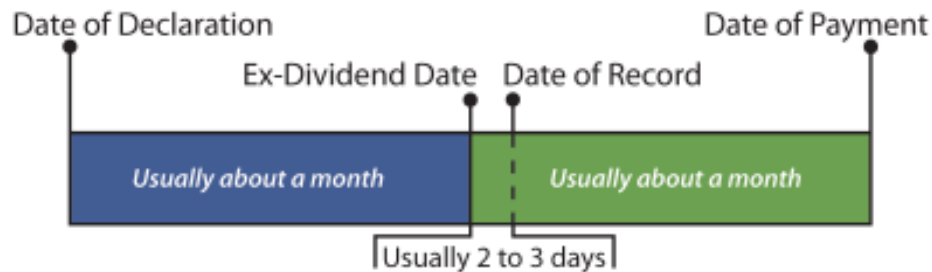 Date of Declaration
Date of Payment
Ex-Dividend Date
Date of Record
Usually about a month
Usually about a month
Usually 2 to 3 days